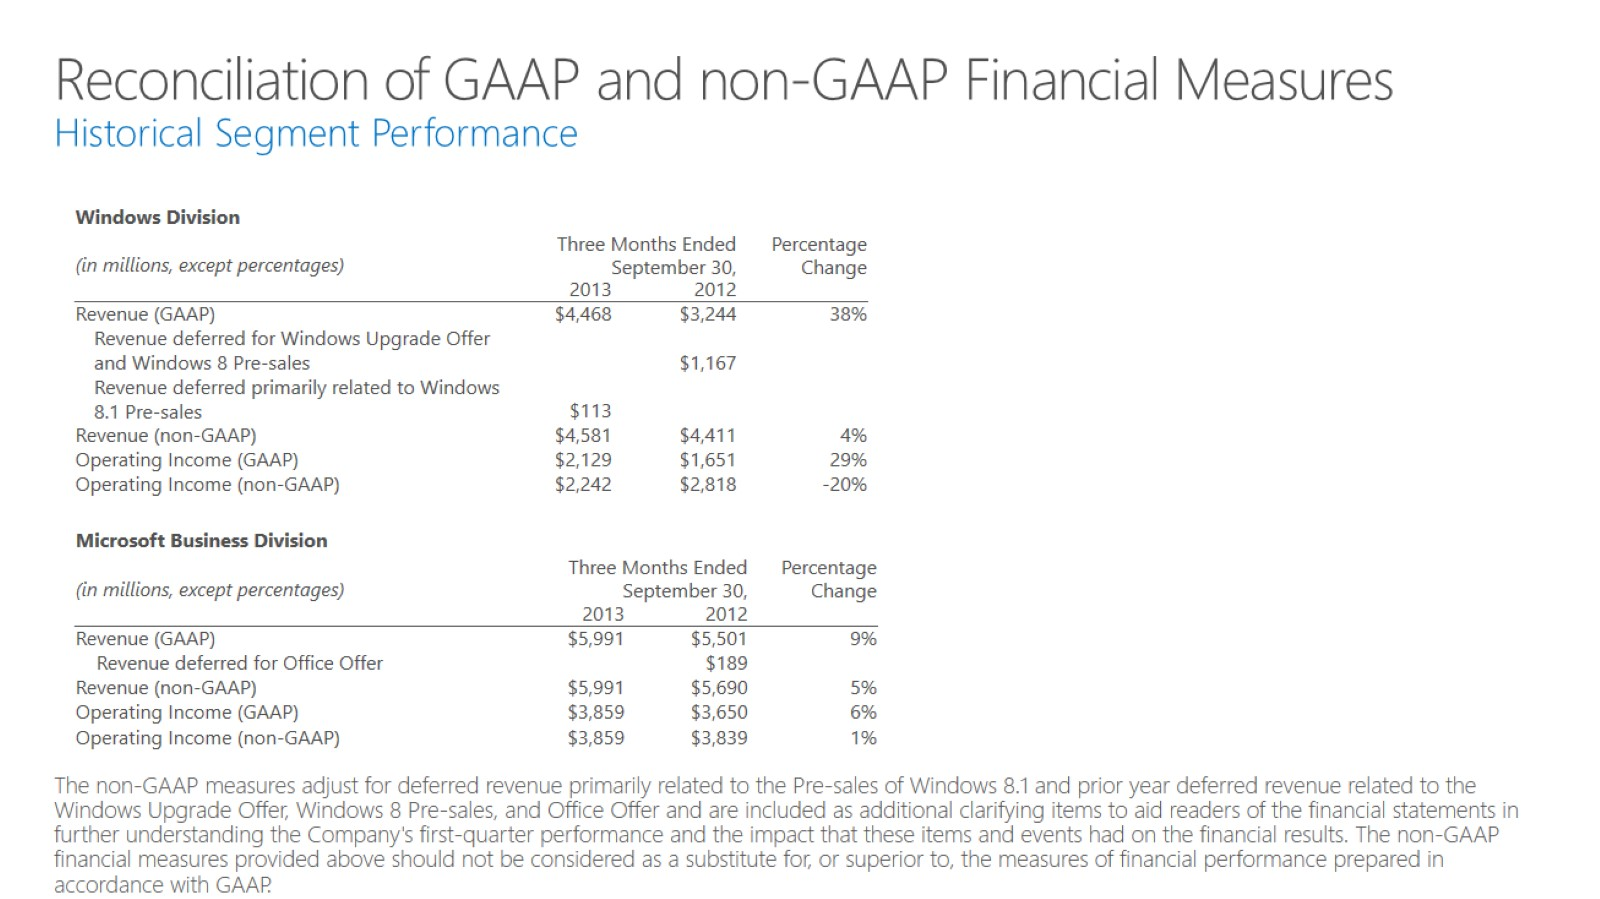 Reconciliation of GAAP and non-GAAP Financial Measures
Historical Segment Performance
Windows Division
(in millions, except percentages) Three Months Ended September 30, Percentage Change
2013 2012
Revenue (GAAP) $4,468 $3,244 38%
Revenue deferred for Windows Upgrade Offer
and Windows 8 Pre-sales $1,167
Revenue deferred primarily related to Windows
8.1 Pre-sales $113
Revenue (non-GAAP) $4,581 $4,411 4%
Operating Income (GAAP) $2,129 $1,651 29%
Operating Income (non-GAAP) $2,242 $2,818 -20%
Microsoft Business Division
(in millions, except percentages) Three Months Ended September 30, Percentage Change
2013 2012
Revenue (GAAP) $5,991 $5,501 9%
Revenue deferred for Office Offer $189
Revenue (non-GAAP) $5,991 $5,690 5%
Operating Income (GAAP) $3,859 $3,650 6%
Operating Income (non-GAAP) $3,859 $3,839 1%
The non-GAAP measures adjust for deferred revenue primarily related to the Pre-sales of Windows 8.1 and prior year deferred revenue related to the
Windows Upgrade Offer, Windows 8 Pre-sales, and Office Offer and are included as additional clarifying items to aid readers of the financial statements in
further understanding the Company's first-quarter performance and the impact that these items and events had on the financial results. The non-GAAP
financial measures provided above should not be considered as a substitute for, or superior to, the measures of financial performance prepared in
accordance with GAAP.